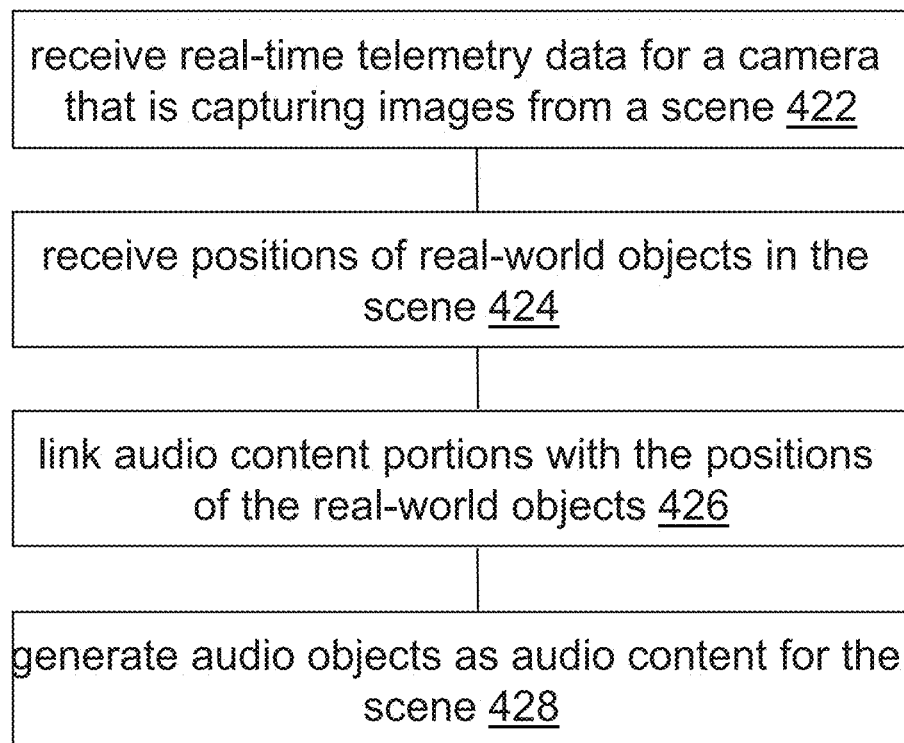 receive real-time telemetry data for a camera
that is capturing images from a scene 422
receive positions of real-world objects in the
scene 424
link audio content portions with the positions
of the real-world objects 426
generate audio objects as audio content for the
scene 428